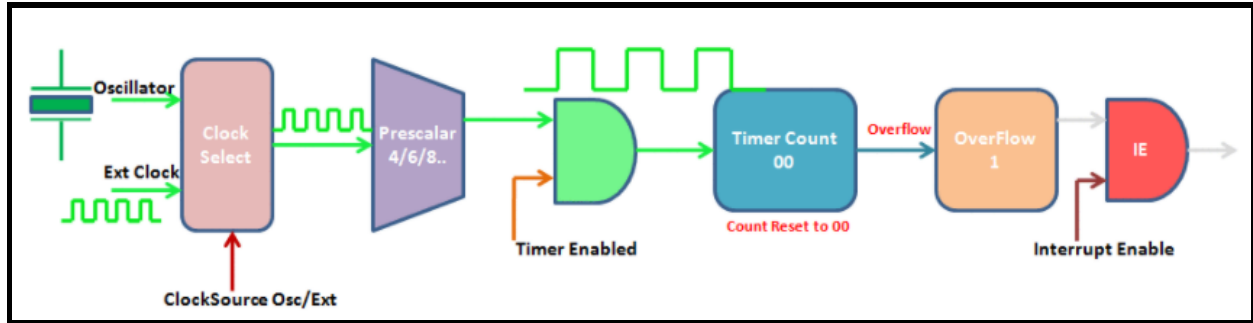 Oscillator
Clock
Select
Ext Clock
ClockSource Osc/Ext
Prescalar
4/6/8..
Timer Enabled
Timer Count
00
Count Reset to 00
Overflow
OverFlow
1
IE
Interrupt Enable